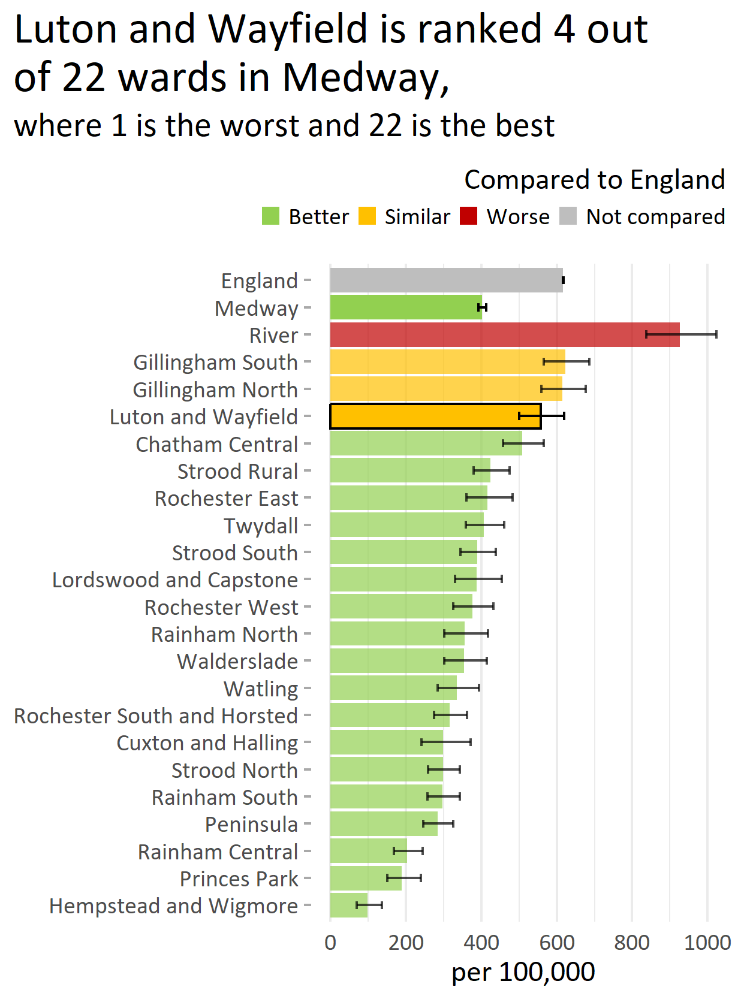 Luton and Wayfield is ranked 4 out
of 22 wards in Medway,
where 1 is the worst and 22 is the best
Compared to England
Better Similar Worse Not compared
England
Medway
River
Gillingham South
Gillingham North
Luton and Wayfield
Chatham Central
Strood Rural
Rochester East
Twydall
Strood South
Lordswood and Capstone
Rochester West
Rainham North
Walderslade
Watling
Rochester South and Horsted
Cuxton and Halling
Strood North
Rainham South
Peninsula
Rainham Central
Princes Park
Hempstead and Wigmore
0 200 400 600 800 1000
per 100,000